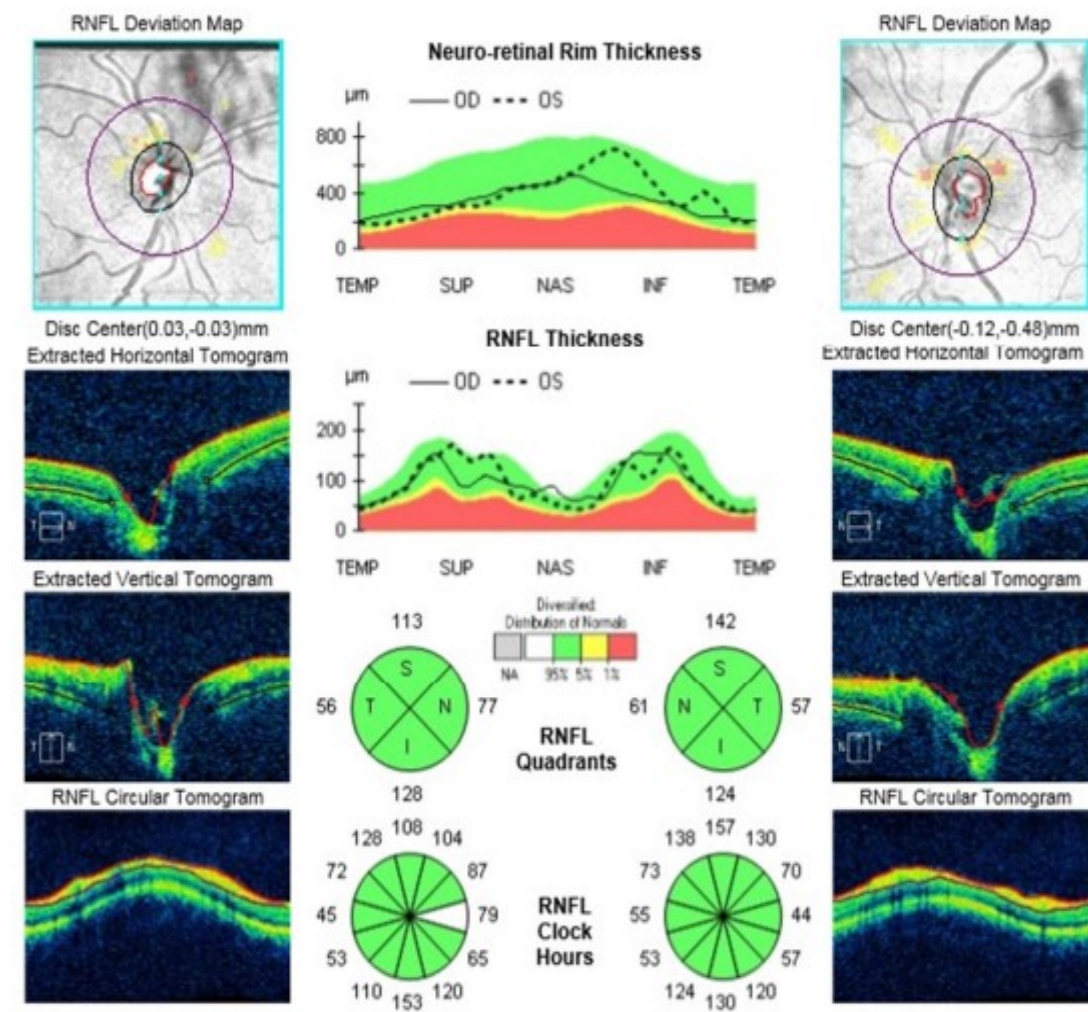 RNFL Deviation Map
Disc Center(0.03,-0.03)mm
Extracted Horizontal Tomogram
T N
Extracted Vertical Tomogram
T N
RNFL Circular Tomogram
Neuro-retinal Rim Thickness
µm
OD OS
800
400
0
TEMP SUP NAS INF TEMP
RNFL Thickness
µm
OD OS
200
100
0
TEMP SUP NAS INF TEMP
Diversified:
Distribution of Normals
NA 95% 5% 1%
RNFL
Quadrants
113
S
56 T N 77
I
128
142
S
61 N T 57
I
124
RNFL
Clock
Hours
108
128 104
72 87
45 79
53 65
110 120
153
157
138 130
73 70
55 44
53 57
124 120
130
RNFL Deviation Map
Disc Center(-0.12,-0.48)mm
Extracted Horizontal Tomogram
N T
Extracted Vertical Tomogram
T N
RNFL Circular Tomogram